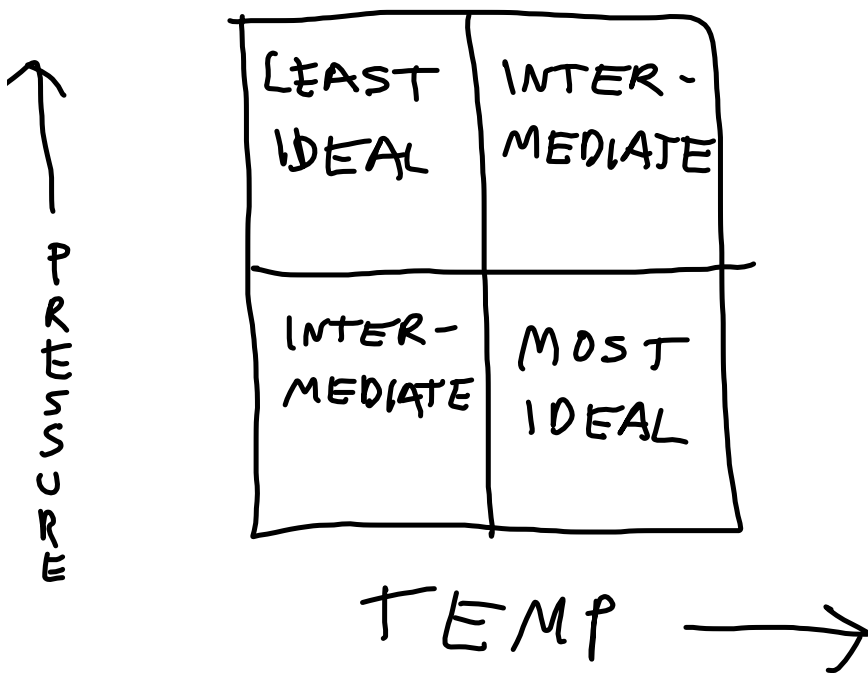 LEAST
IDEAL
INTER-
MEDIATE
INTER-
MEDIATE
MOST
IDEAL
PRESSURE
TEMP